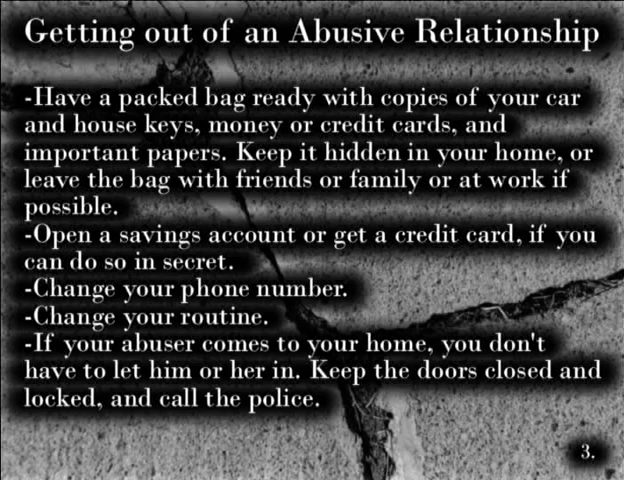 Getting out of an Abusive Relationship
-Have a packed bag ready with copies of your car
and house keys, money or credit cards, and
important papers. Keep it hidden in your home, or
leave the bag with friends or family or at work if
possible.
-Open a savings account or get a credit card, if you
can do so in secret.
-Change your phone number.
-Change your routine.
-If your abuser comes to your home, you don't
have to let him or her in. Keep the doors closed and
locked, and call the police.
3.